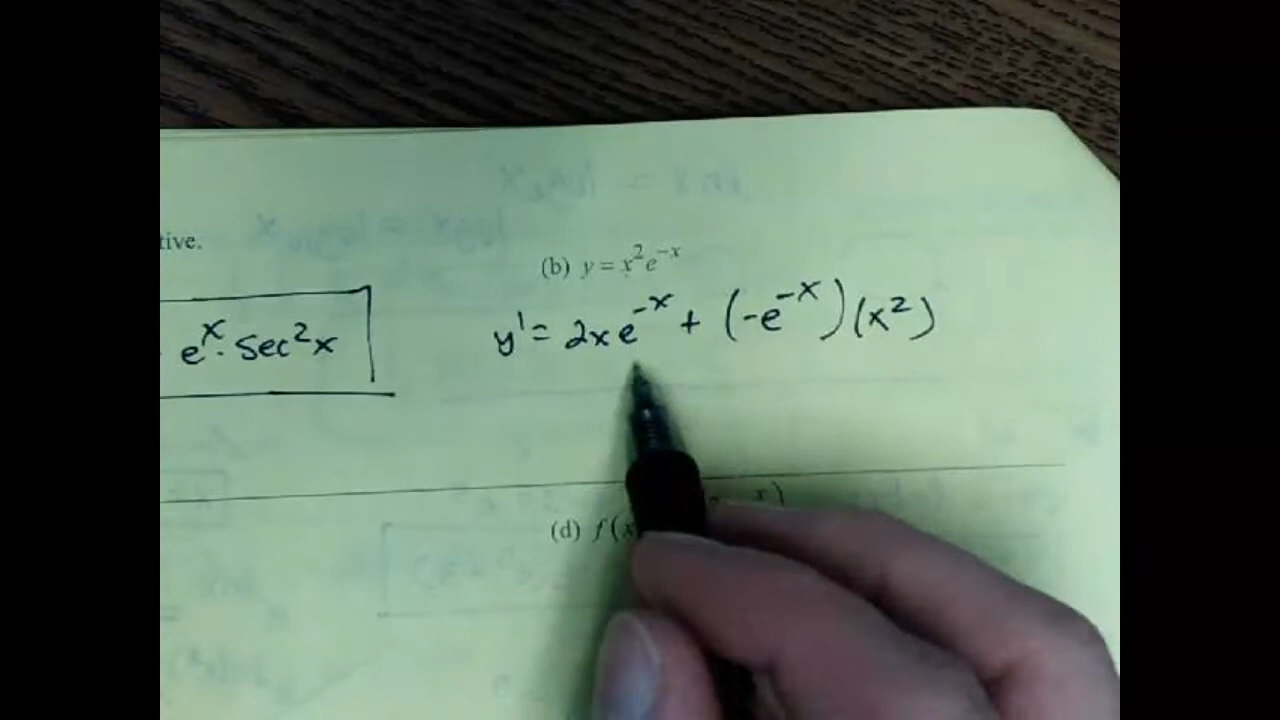 tive.
(b) y = x²e⁻ˣ
eˣ · sec²x
y' = 2xe⁻ˣ + (-e⁻ˣ)(x²)
(d) f(x
x)